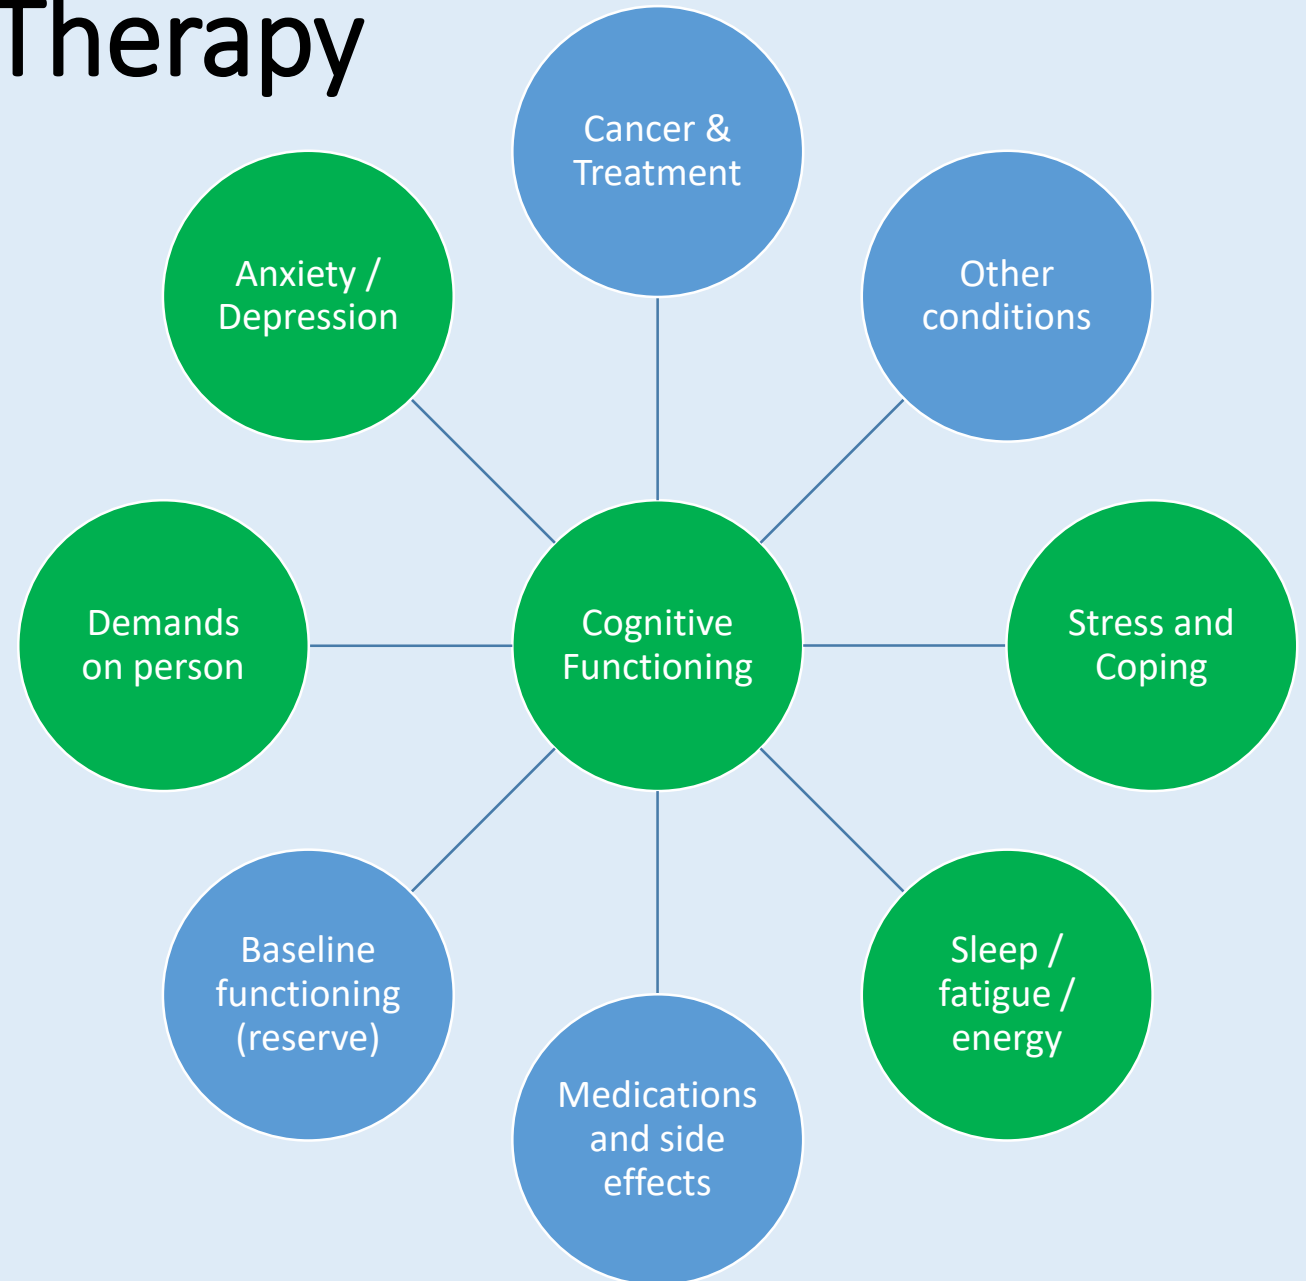 Therapy
Cancer &
Treatment
Anxiety /
Depression
Other
conditions
Demands
on person
Cognitive
Functioning
Stress and
Coping
Baseline
functioning
(reserve)
Sleep /
fatigue /
energy
Medications
and side
effects